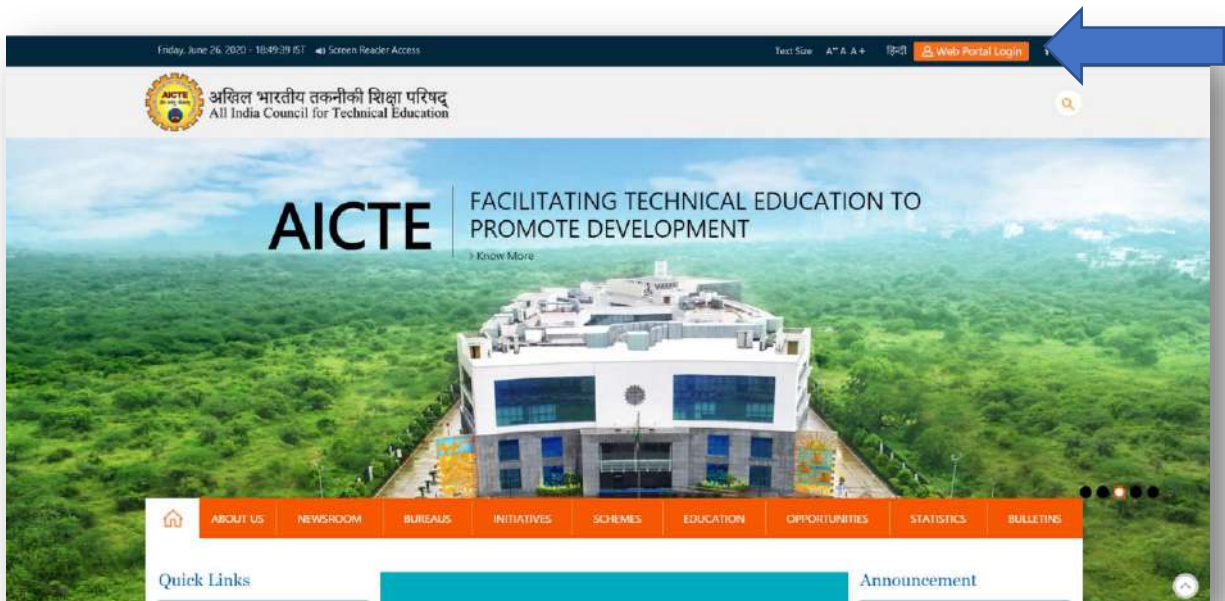 Friday, June 26, 2020 - 18:49:39 IST Screen Reader Access Text Size A- A A+ हिन्दी Web Portal Login
AICTE
अखिल भारतीय तकनीकी शिक्षा परिषद्
All India Council for Technical Education
AICTE
FACILITATING TECHNICAL EDUCATION TO
PROMOTE DEVELOPMENT
› Know More
ABOUT US NEWSROOM BUREAUS INITIATIVES SCHEMES EDUCATION OPPORTUNITIES STATISTICS BULLETINS
Quick Links
Announcement